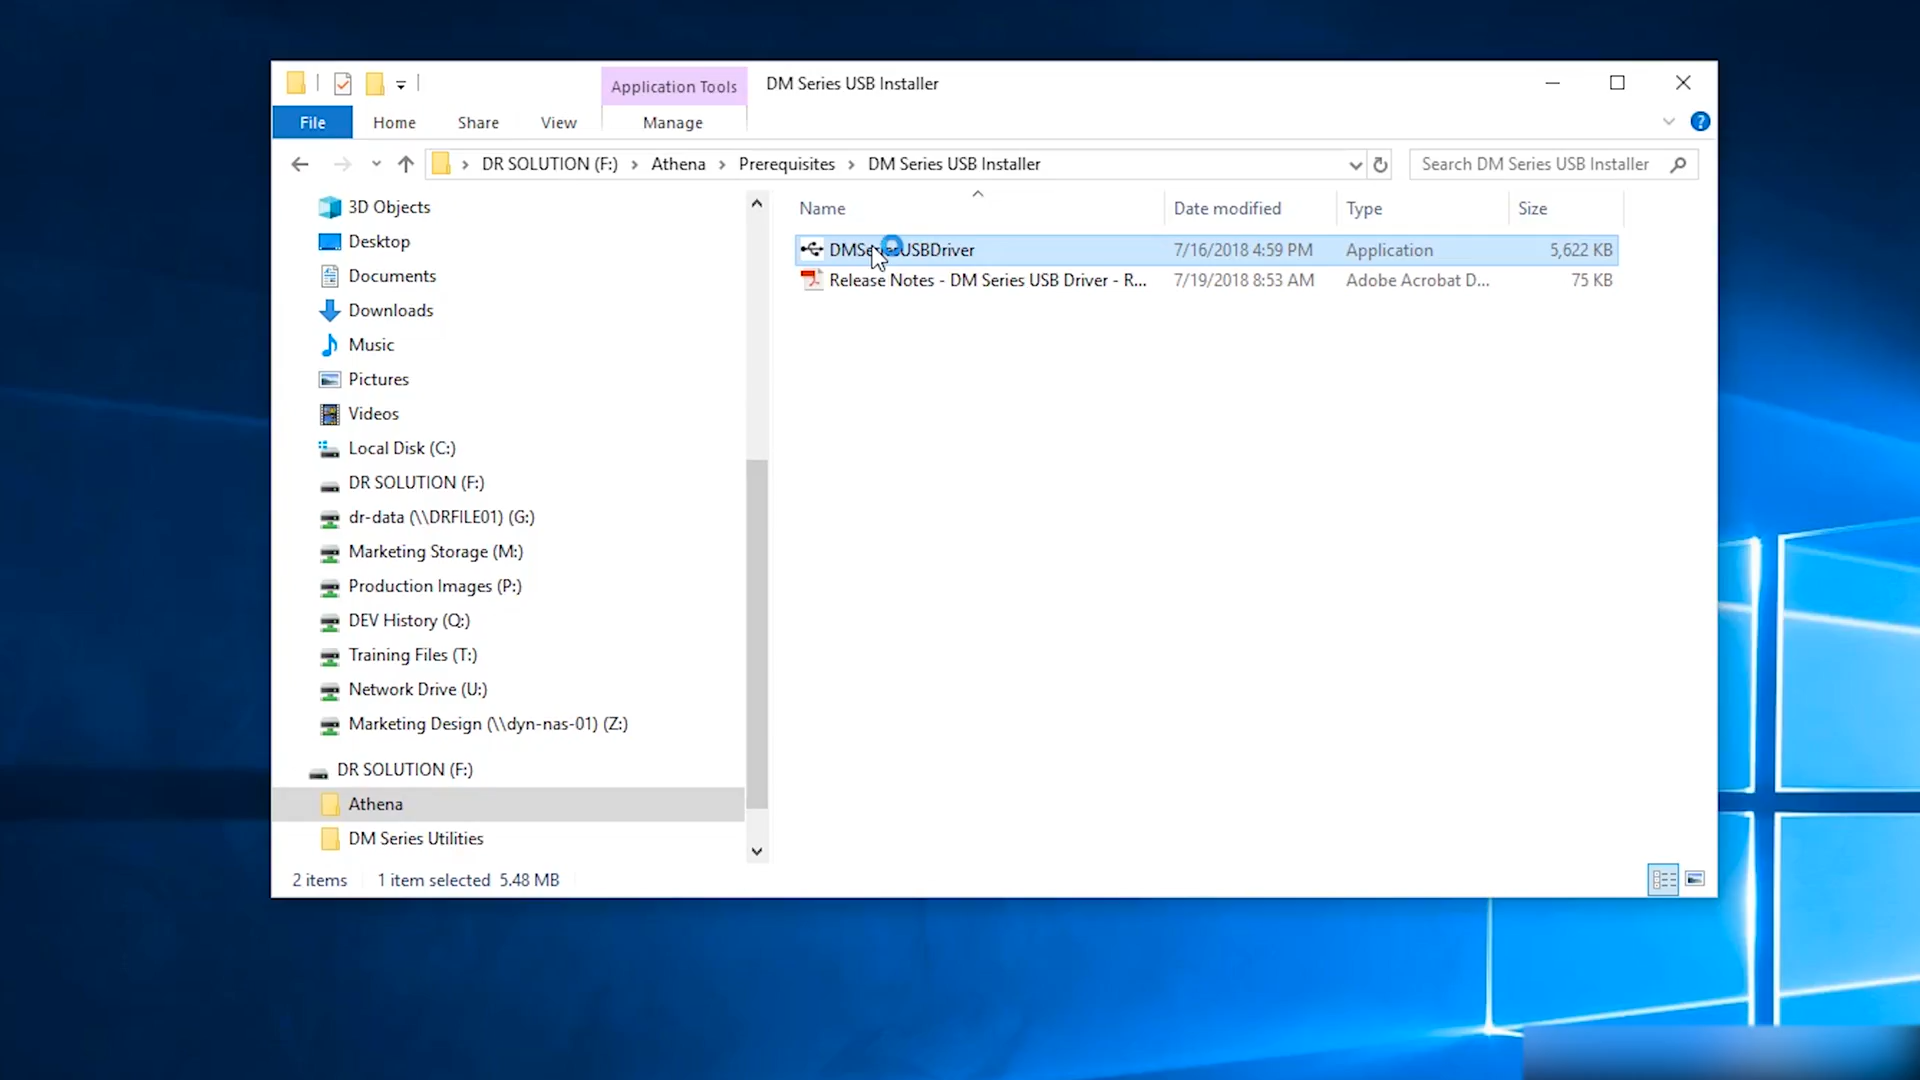 Application Tools
DM Series USB Installer
File
Home
Share
View
Manage
DR SOLUTION (F:)
Athena
Prerequisites
DM Series USB Installer
Search DM Series USB Installer
3D Objects
Desktop
Documents
Downloads
Music
Pictures
Videos
Local Disk (C:)
DR SOLUTION (F:)
dr-data (\\DRFILE01) (G:)
Marketing Storage (M:)
Production Images (P:)
DEV History (Q:)
Training Files (T:)
Network Drive (U:)
Marketing Design (\\dyn-nas-01) (Z:)
DR SOLUTION (F:)
Athena
DM Series Utilities
Name
Date modified
Type
Size
DMSeriesUSBDriver
7/16/2018 4:59 PM
Application
5,622 KB
Release Notes - DM Series USB Driver - R...
7/19/2018 8:53 AM
Adobe Acrobat D...
75 KB
2 items
1 item selected 5.48 MB